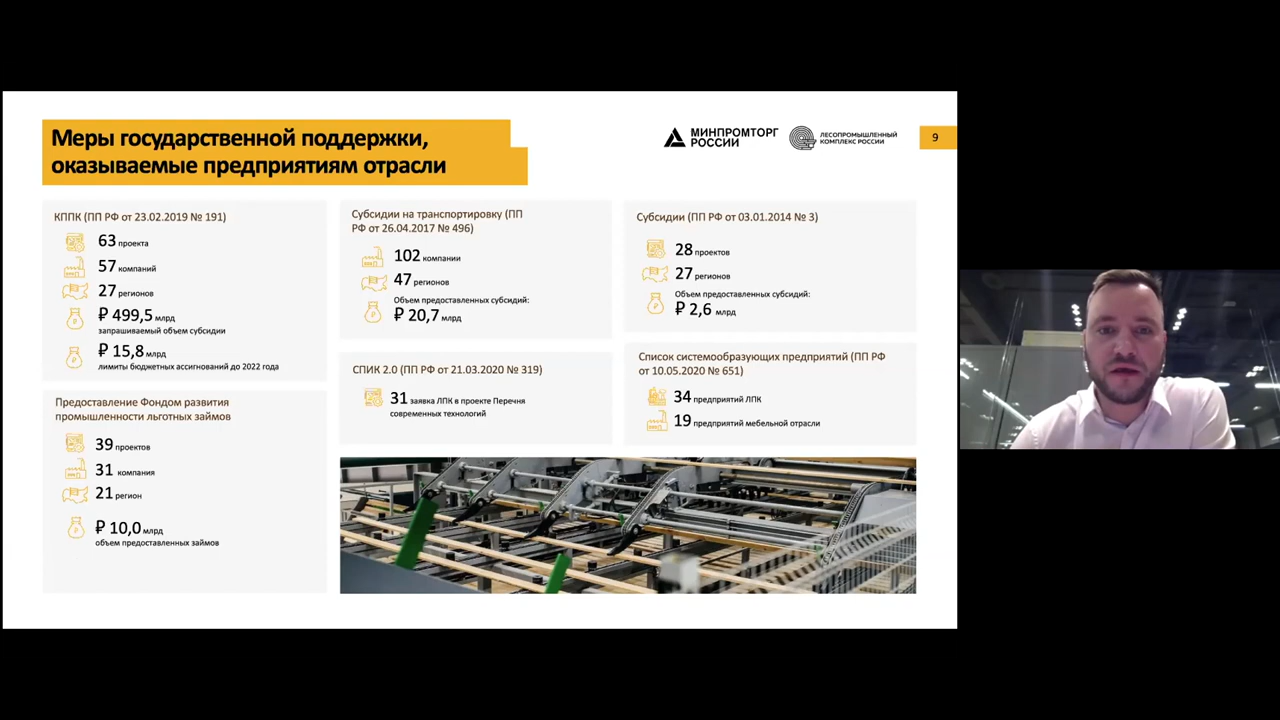 Меры государственной поддержки,
оказываемые предприятиям отрасли
МИНПРОМТОРГ
РОССИИ
ЛЕСОПРОМЫШЛЕННЫЙ
КОМПЛЕКС РОССИИ
9
КППК (ПП РФ от 23.02.2019 № 191)
63 проекта
57 компаний
27 регионов
₽ 499,5 млрд
запрашиваемый объем субсидии
₽ 15,8 млрд
лимиты бюджетных ассигнований до 2022 года
Субсидии на транспортировку (ПП
РФ от 26.04.2017 № 496)
102 компании
47 регионов
Объем предоставленных субсидий:
₽ 20,7 млрд
Субсидии (ПП РФ от 03.01.2014 № 3)
28 проектов
27 регионов
Объем предоставленных субсидий:
₽ 2,6 млрд
Предоставление Фондом развития
промышленности льготных займов
39 проектов
31 компания
21 регион
₽ 10,0 млрд
объем предоставленных займов
СПИК 2.0 (ПП РФ от 21.03.2020 № 319)
31 заявка ЛПК в проекте Перечня
современных технологий
Список системообразующих предприятий (ПП РФ
от 10.05.2020 № 651)
34 предприятий ЛПК
19 предприятий мебельной отрасли